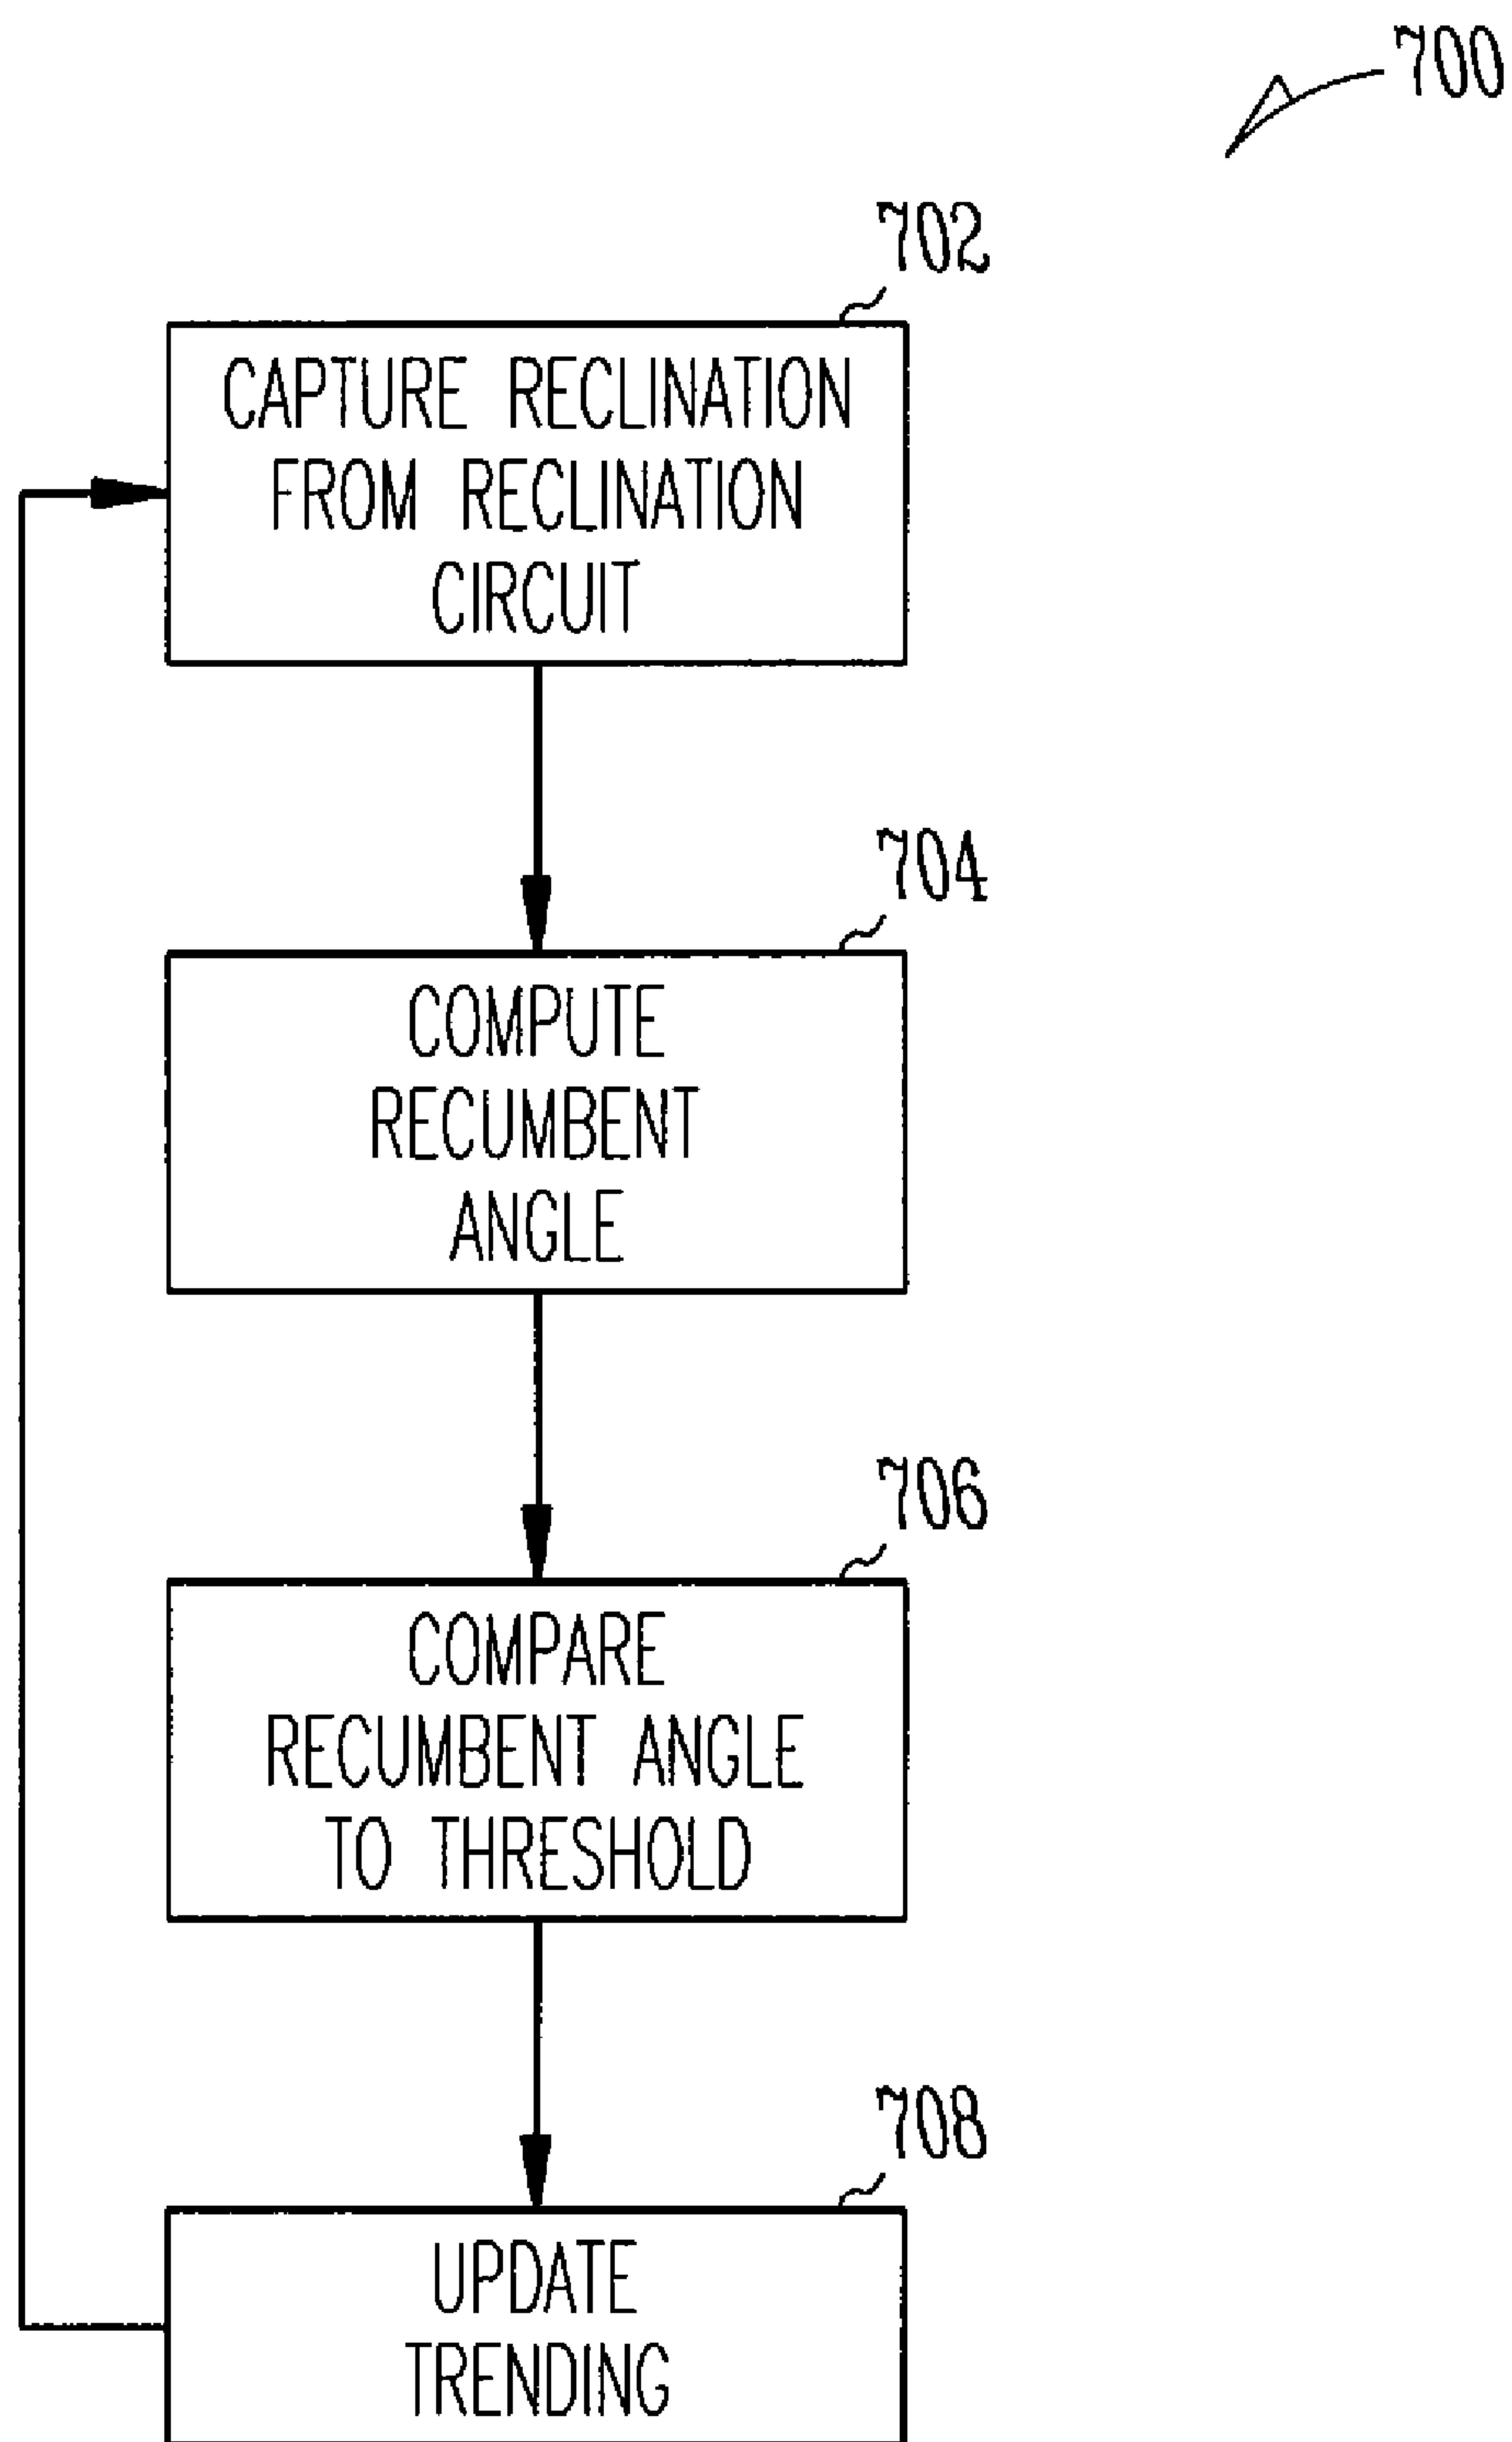 700
702
CAPTURE RECLINATION
FROM RECLINATION
CIRCUIT
704
COMPUTE
RECUMBENT
ANGLE
706
COMPARE
RECUMBENT ANGLE
TO THRESHOLD
708
UPDATE
TRENDING